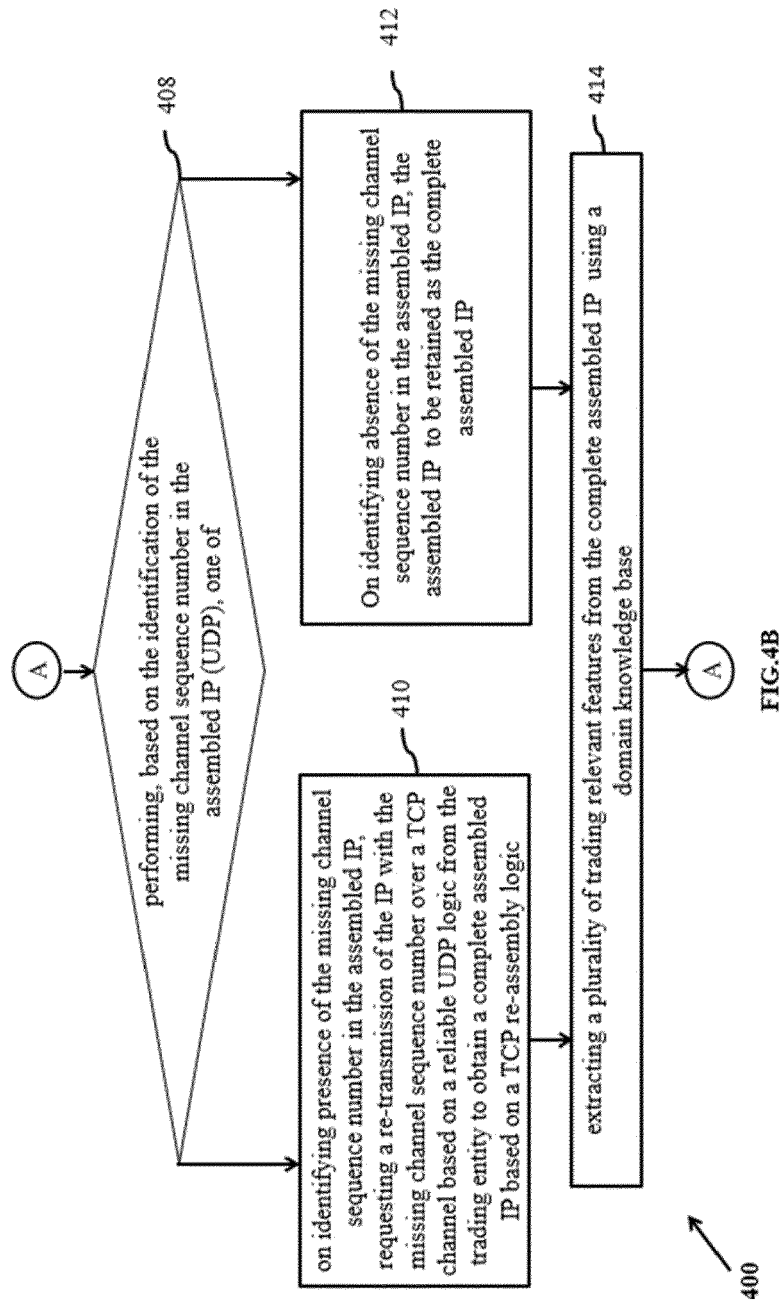 A
408
performing, based on the identification of the
missing channel sequence number in the
assembled IP (UDP), one of
410
on identifying presence of the missing channel
sequence number in the assembled IP,
requesting a re-transmission of the IP with the
missing channel sequence number over a TCP
channel based on a reliable UDP logic from the
trading entity to obtain a complete assembled
IP based on a TCP re-assembly logic
412
On identifying absence of the missing channel
sequence number in the assembled IP, the
assembled IP to be retained as the complete
assembled IP
414
extracting a plurality of trading relevant features from the complete assembled IP using a
domain knowledge base
A
400
FIG.4B